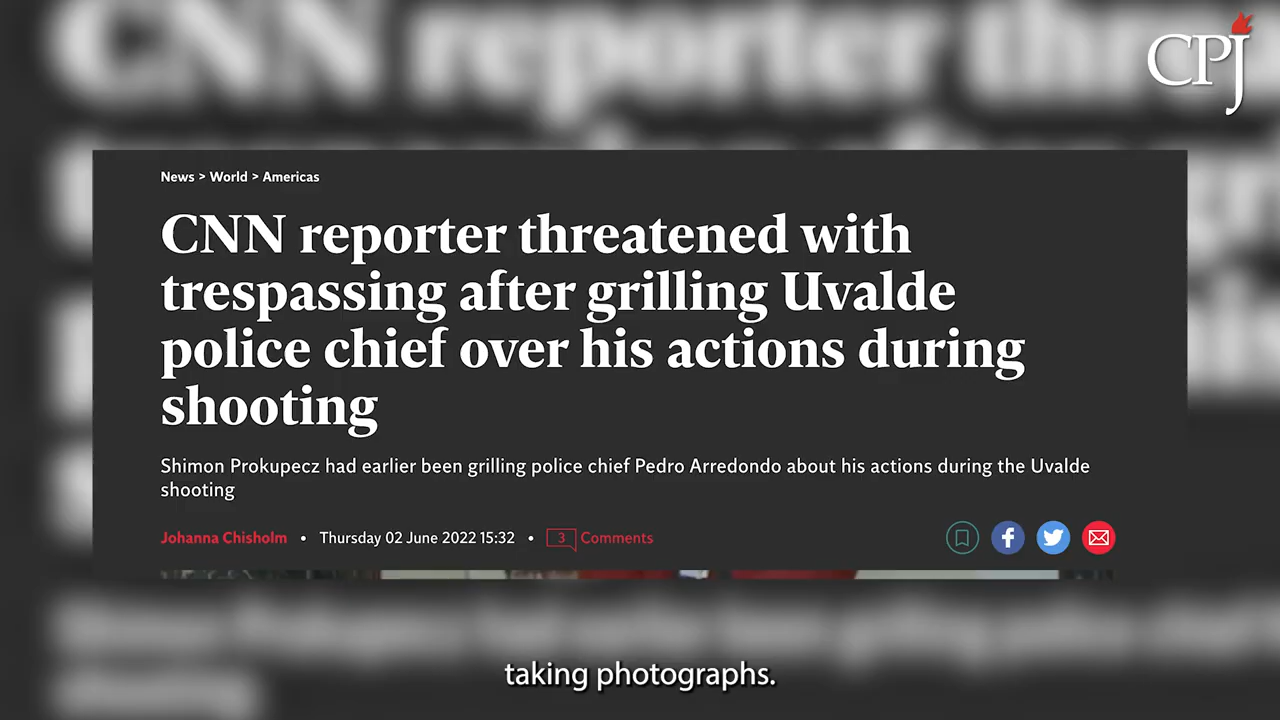 CPJ
News > World > Americas
CNN reporter threatened with
trespassing after grilling Uvalde
police chief over his actions during
shooting
Shimon Prokupecz had earlier been grilling police chief Pedro Arredondo about his actions during the Uvalde
shooting
Johanna Chisholm • Thursday 02 June 2022 15:32 • 3 Comments
taking photographs.